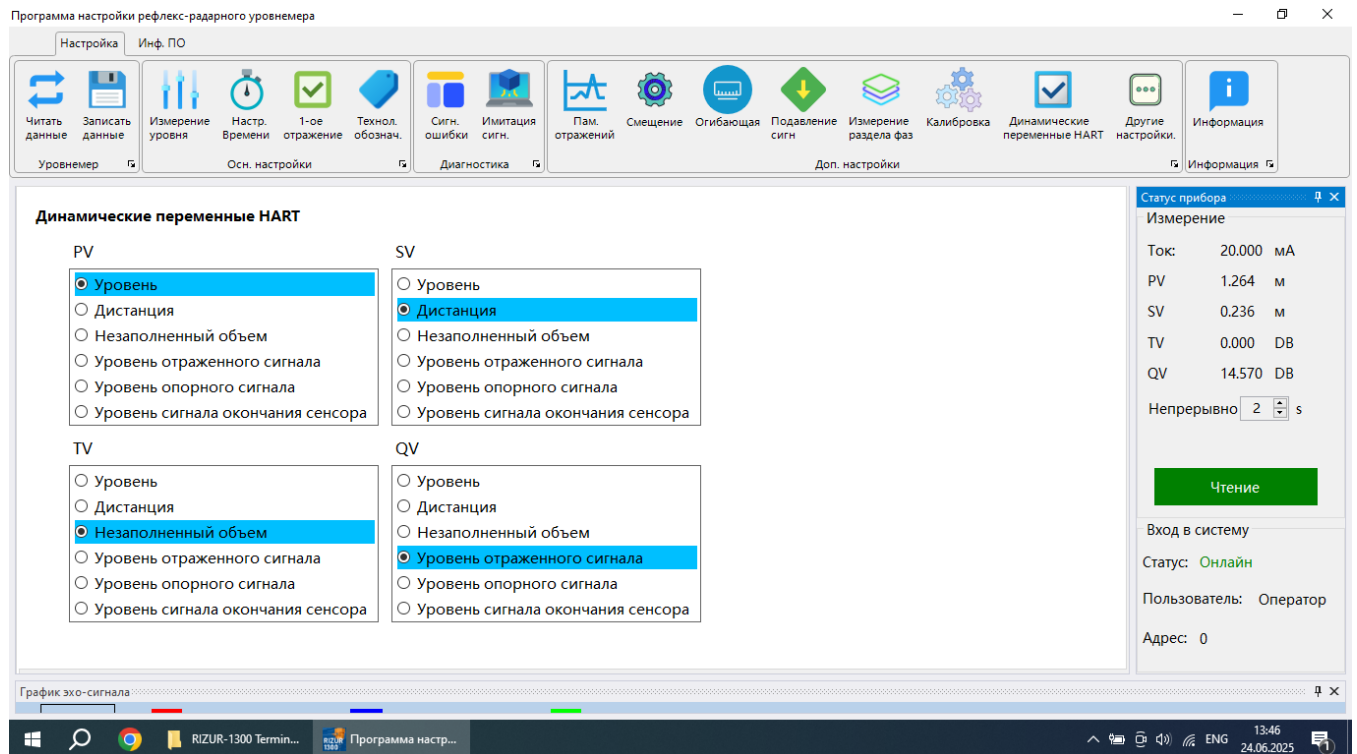 Программа настройки рефлекс-радарного уровнемера
Настройка Инф. ПО
Читать данные
Записать данные
Измерение уровня
Настр. Времени
1-ое отражение
Технол. обознач.
Сигн. ошибки
Имитация сигн.
Пам. отражений
Смещение
Огибающая
Подавление сигн
Измерение раздела фаз
Калибровка
Динамические переменные HART
Другие настройки.
Информация
Уровнемер
Осн. настройки
Диагностика
Доп. настройки
Информация
Динамические переменные HART
PV
Уровень
Дистанция
Незаполненный объем
Уровень отраженного сигнала
Уровень опорного сигнала
Уровень сигнала окончания сенсора
SV
Уровень
Дистанция
Незаполненный объем
Уровень отраженного сигнала
Уровень опорного сигнала
Уровень сигнала окончания сенсора
TV
Уровень
Дистанция
Незаполненный объем
Уровень отраженного сигнала
Уровень опорного сигнала
Уровень сигнала окончания сенсора
QV
Уровень
Дистанция
Незаполненный объем
Уровень отраженного сигнала
Уровень опорного сигнала
Уровень сигнала окончания сенсора
Статус прибора
Измерение
Ток: 20.000 мА
PV 1.264 м
SV 0.236 м
TV 0.000 DB
QV 14.570 DB
Непрерывно 2 s
Чтение
Вход в систему
Статус: Онлайн
Пользователь: Оператор
Адрес: 0
График эхо-сигнала
RIZUR-1300 Termin...
RIZUR 1300 Программа настр...
ENG
13:46
24.06.2025